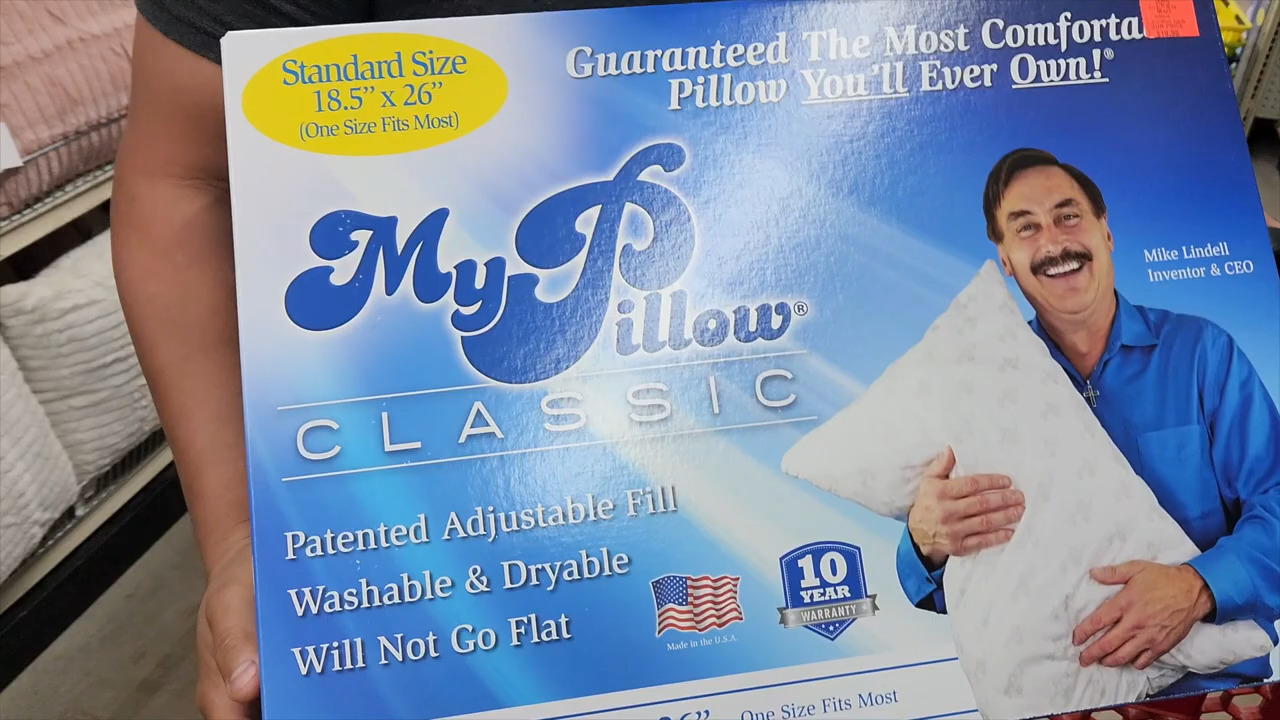 Standard Size
18.5” x 26”
(One Size Fits Most)
Guaranteed The Most
Pillow You'll Ever Own!®
MyPillow®
CLASSIC
Mike Lindell
Inventor & CEO
Patented Adjustable Fill
Washable & Dryable
Will Not Go Flat
Made in the U.S.A.
10
YEAR
WARRANTY
One Size Fits Most